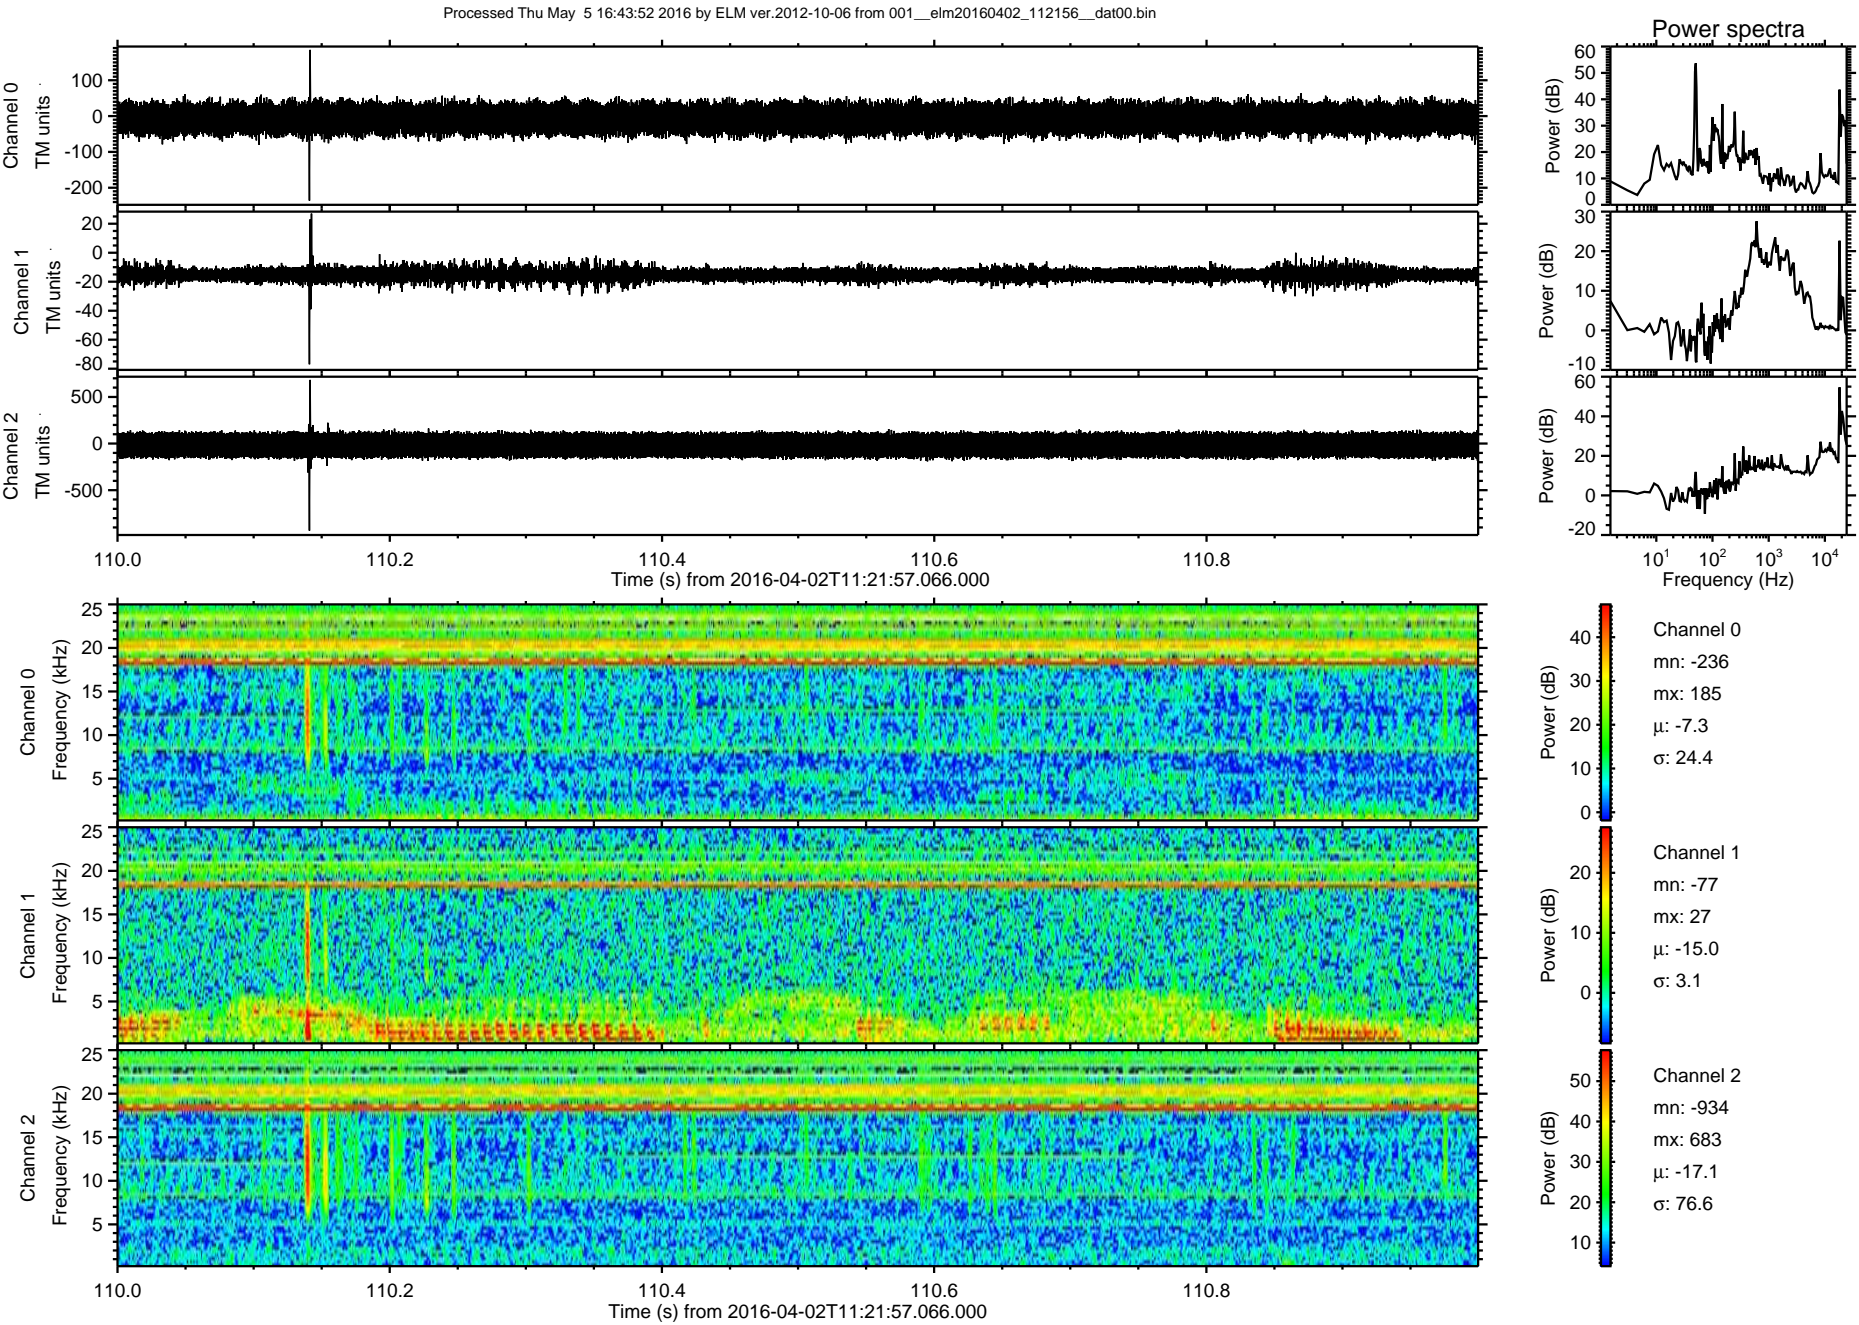 Processed Thu May  5 16:43:52 2016 by ELM ver.2012-10-06 from 001__elm20160402_112156__dat00.bin
Power spectra
Channel 0
TM units
100
0
-100
-200
Power (dB)
60
50
40
30
20
10
0
Channel 1
TM units
20
0
-20
-40
-60
-80
Power (dB)
30
20
10
0
-10
Channel 2
TM units
500
0
-500
Power (dB)
60
40
20
0
-20
110.0 110.2 110.4 110.6 110.8
Time (s) from 2016-04-02T11:21:57.066.000
10¹ 10² 10³ 10⁴
Frequency (Hz)
Channel 0
Frequency (kHz)
25
20
15
10
5
Power (dB)
40
30
20
10
0
Channel 0
mn: -236
mx: 185
μ: -7.3
σ: 24.4
Channel 1
Frequency (kHz)
25
20
15
10
5
Power (dB)
20
10
0
Channel 1
mn: -77
mx: 27
μ: -15.0
σ: 3.1
Channel 2
Frequency (kHz)
25
20
15
10
5
Power (dB)
50
40
30
20
10
Channel 2
mn: -934
mx: 683
μ: -17.1
σ: 76.6
110.0 110.2 110.4 110.6 110.8
Time (s) from 2016-04-02T11:21:57.066.000